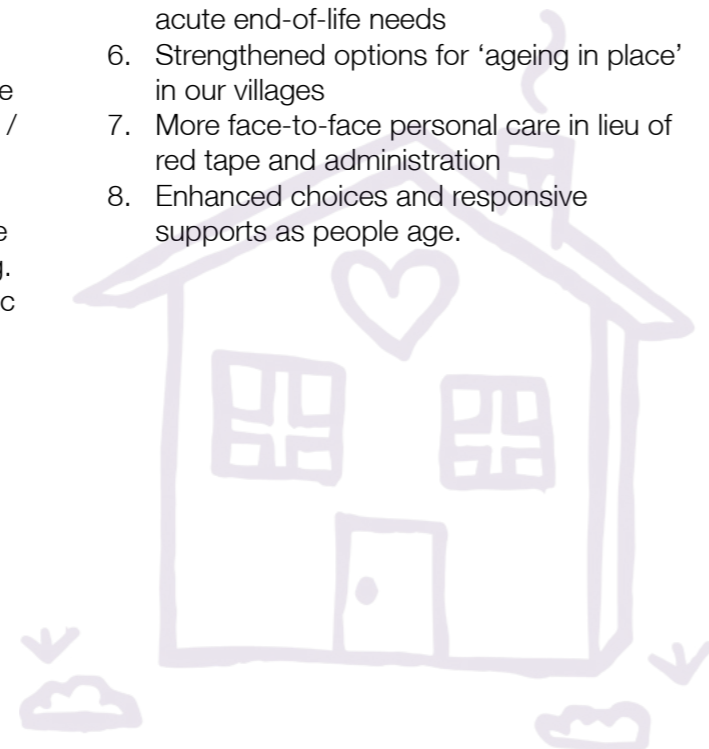 e
/
e
g.
c
acute end-of-life needs
6. Strengthened options for ‘ageing in place’
in our villages
7. More face-to-face personal care in lieu of
red tape and administration
8. Enhanced choices and responsive
supports as people age.